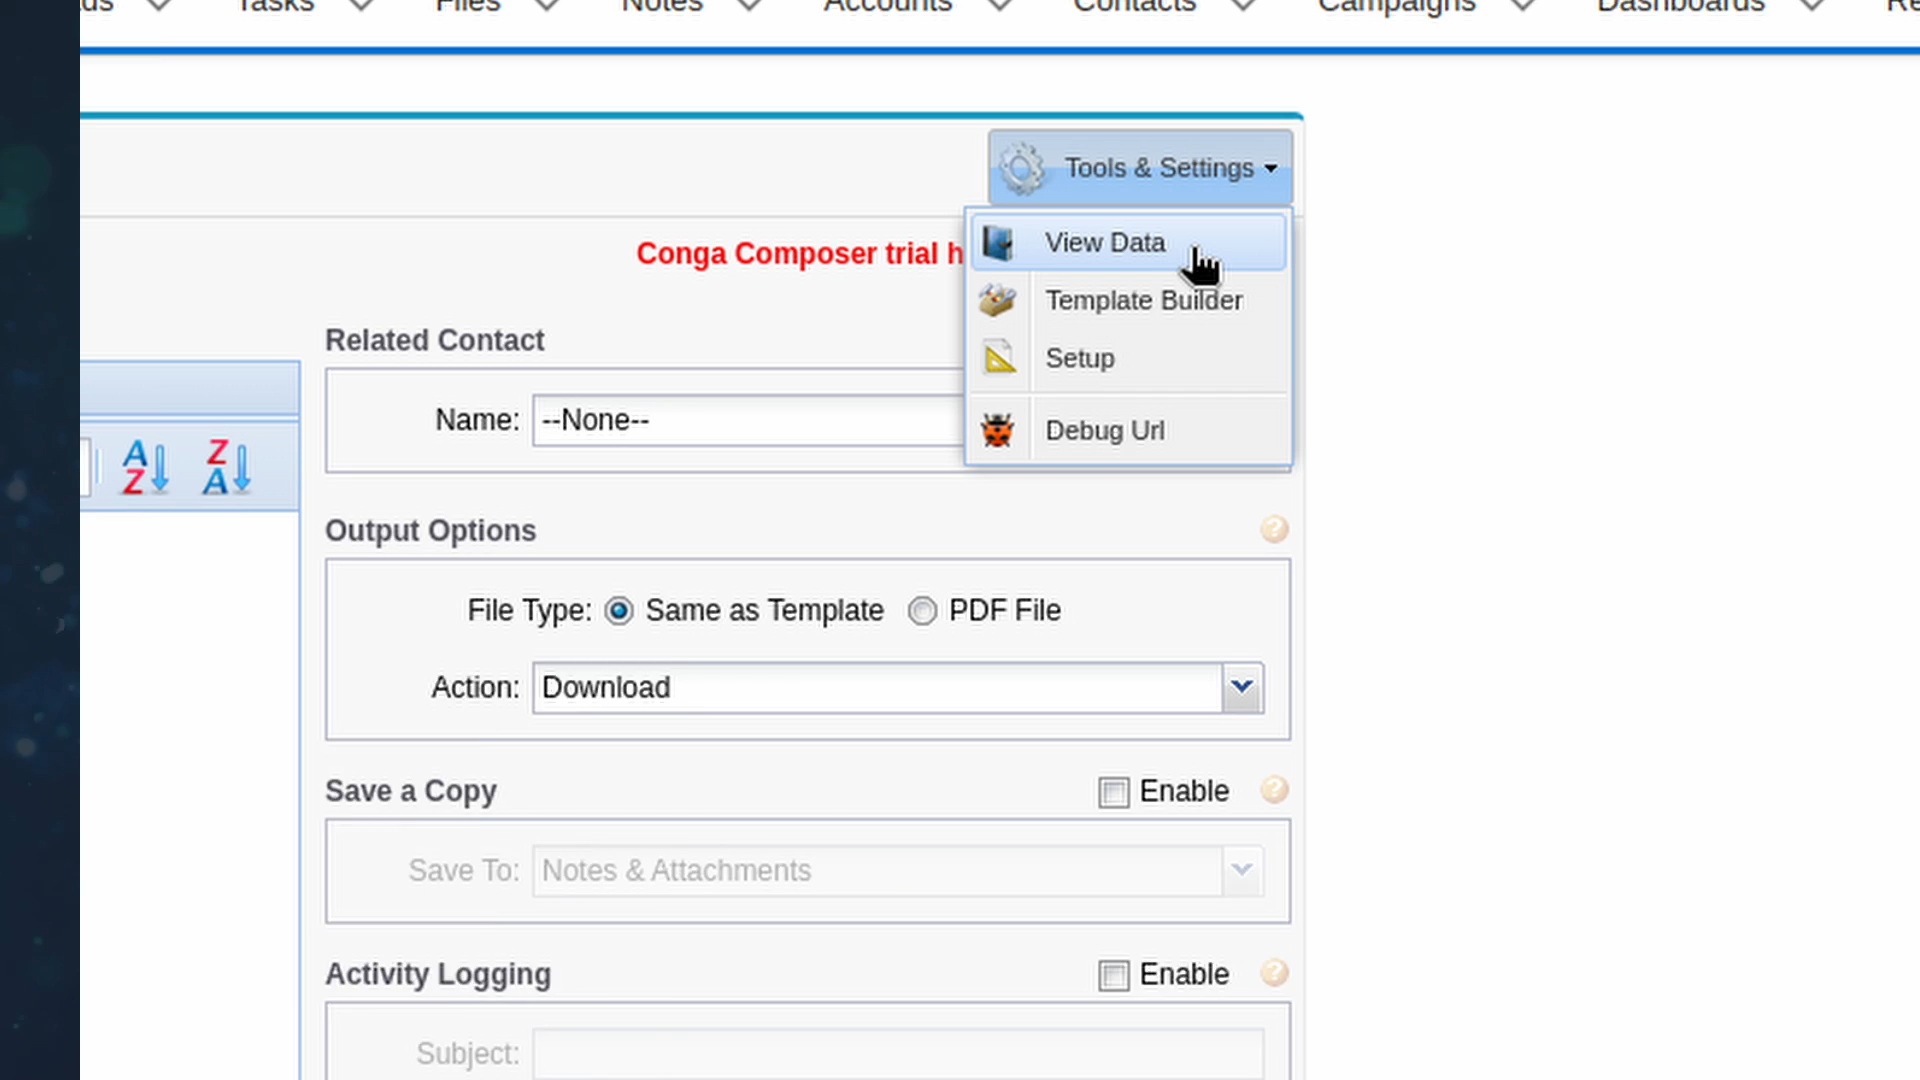 Tasks Files Notes Accounts Contacts Campaigns Dashboards
Tools & Settings
View Data
Conga Composer trial h
Template Builder
Related Contact
Setup
Name: --None--
Debug Url
A Z Z A
Output Options
File Type: Same as Template PDF File
Action: Download
Save a Copy Enable
Save To: Notes & Attachments
Activity Logging Enable
Subject: